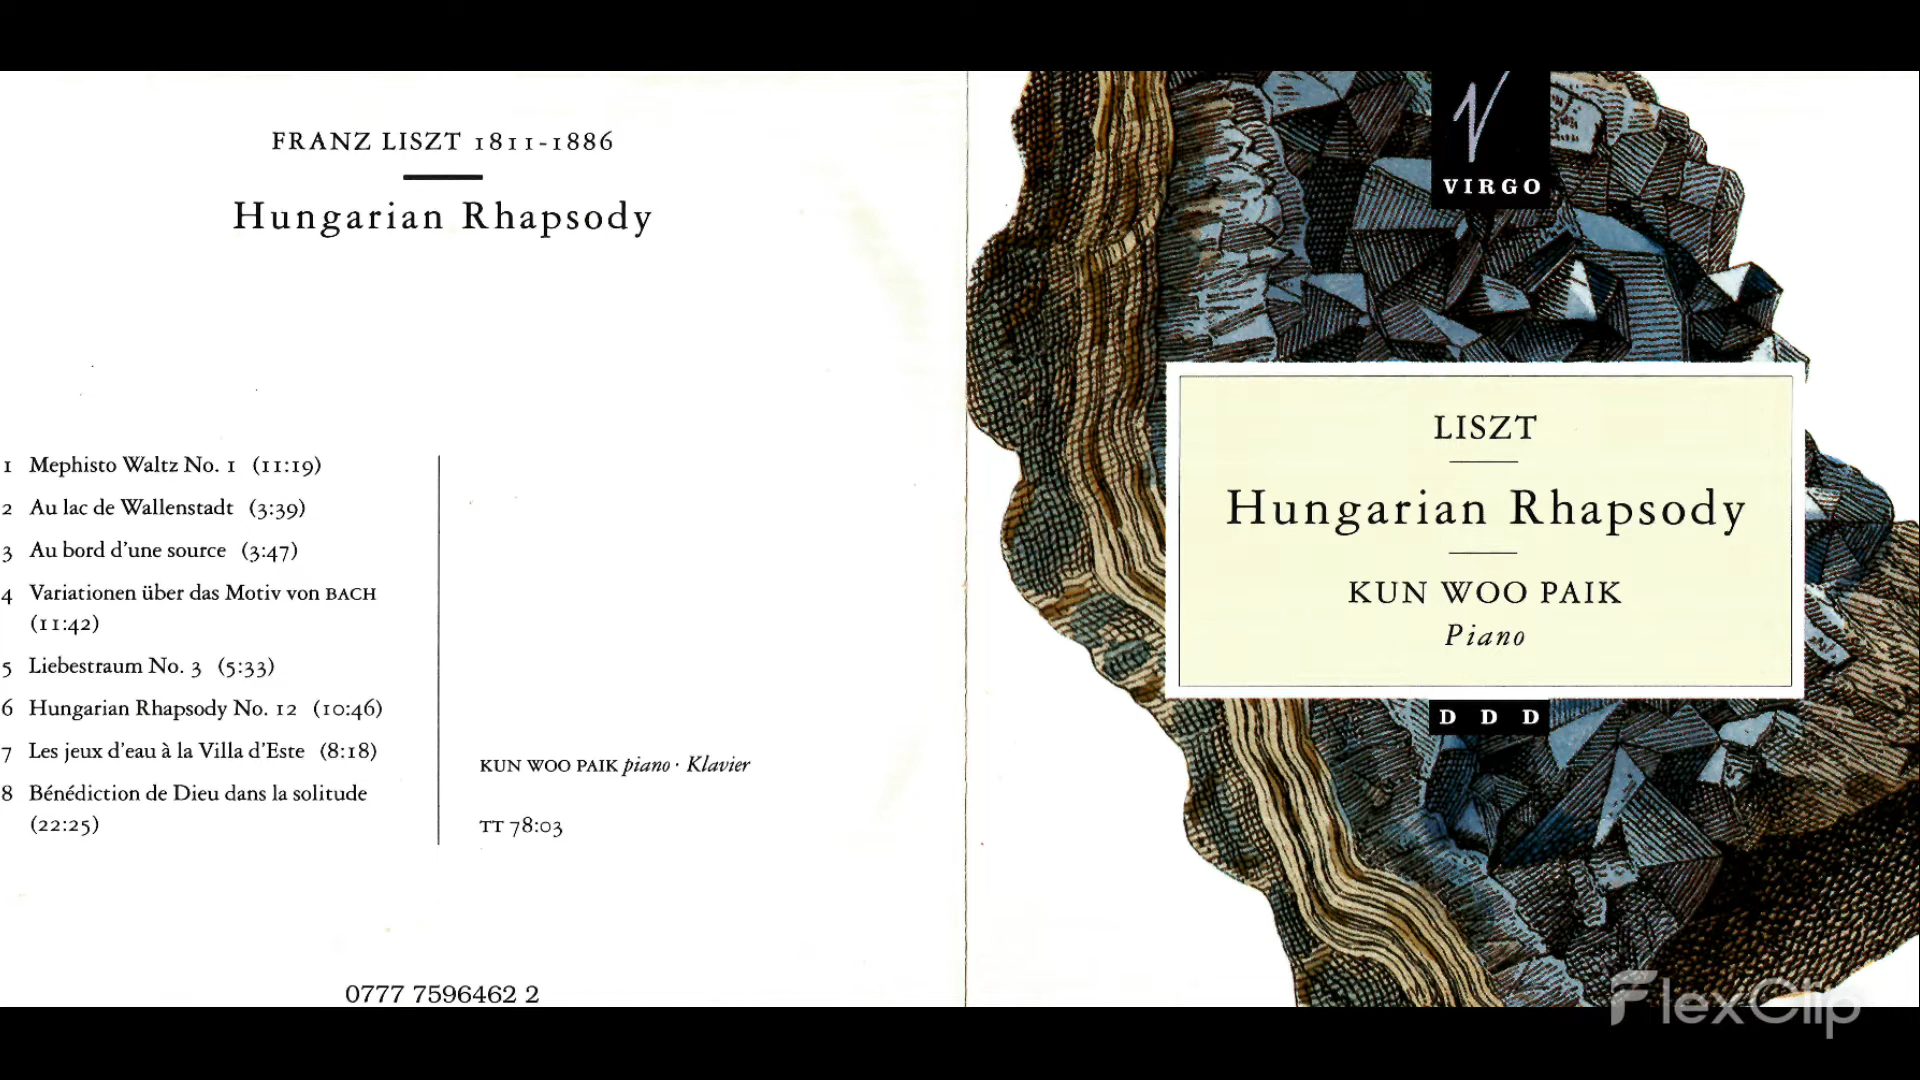 FRANZ LISZT 1811-1886
Hungarian Rhapsody
1 Mephisto Waltz No. 1 (11:19)
2 Au lac de Wallenstadt (3:39)
3 Au bord d'une source (3:47)
4 Variationen über das Motiv von BACH
(11:42)
5 Liebestraum No. 3 (5:33)
6 Hungarian Rhapsody No. 12 (10:46)
7 Les jeux d'eau à la Villa d'Este (8:18)
8 Bénédiction de Dieu dans la solitude
(22:25)
KUN WOO PAIK piano · Klavier
TT 78:03
0777 7596462 2
VIRGO
LISZT
Hungarian Rhapsody
KUN WOO PAIK
Piano
D D D
FlexClip